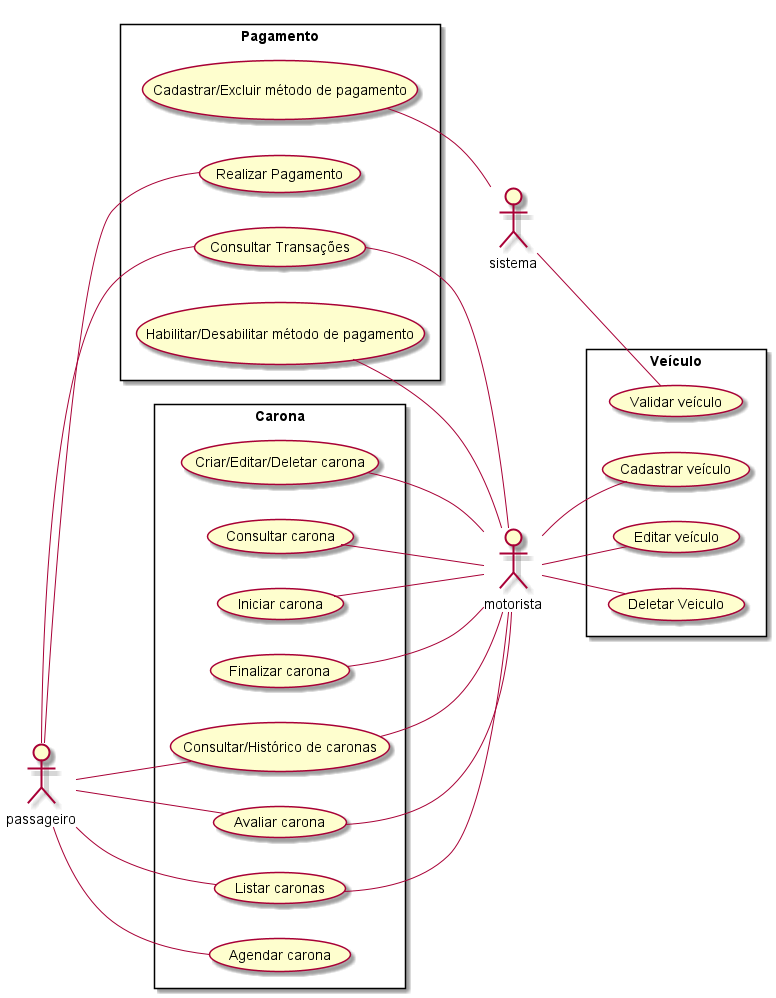 Pagamento
Cadastrar/Excluir método de pagamento
Realizar Pagamento
Consultar Transações
Habilitar/Desabilitar método de pagamento
sistema
Veículo
Validar veículo
Cadastrar veículo
Editar veículo
Deletar Veiculo
Carona
Criar/Editar/Deletar carona
Consultar carona
Iniciar carona
Finalizar carona
Consultar/Histórico de caronas
Avaliar carona
Listar caronas
Agendar carona
motorista
passageiro